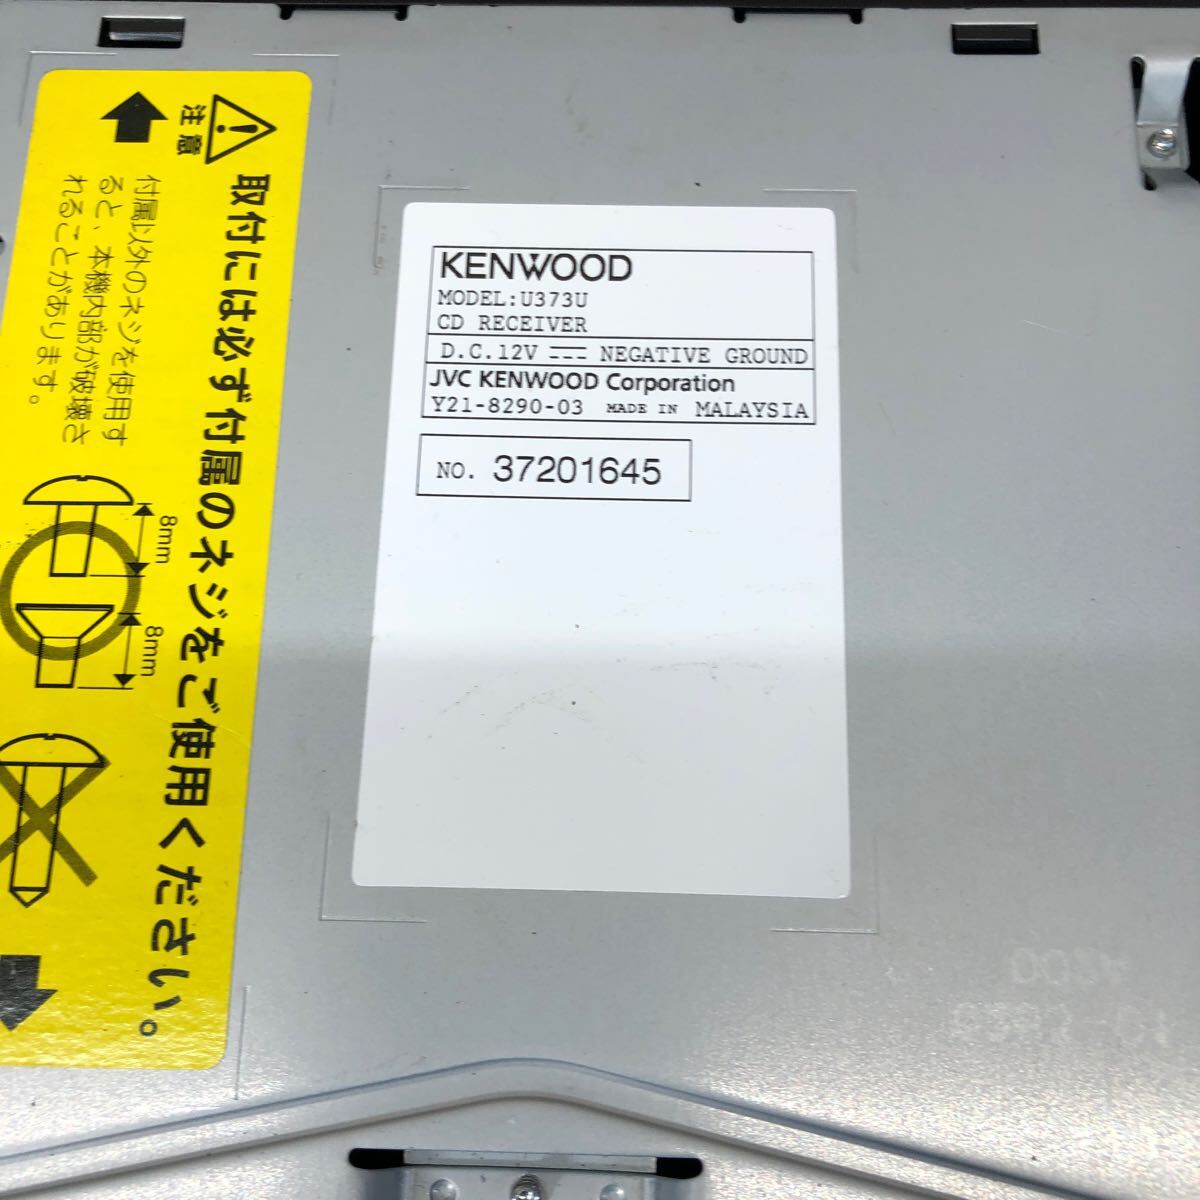 KENWOOD
MODEL:U373U
CD RECEIVER
D.C.12V NEGATIVE GROUND
JVC KENWOOD Corporation
Y21-8290-03 MADE IN MALAYSIA
NO. 37201645
注意
取付には必ず付属のネジをご使用ください。
付属以外のネジを使用す
ると、本機内部が破壊さ
れることがあります。
8mm
8mm